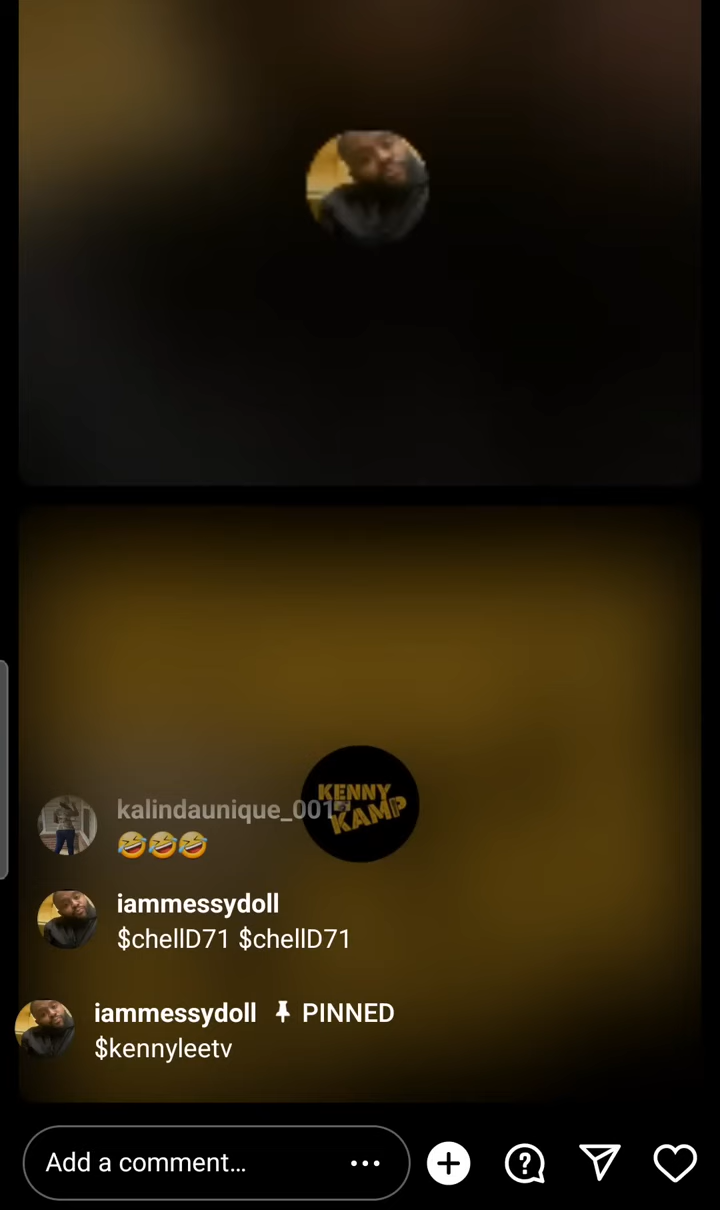 KENNY
KAMP
kalindaunique_001
🤣🤣🤣
iammessydoll
$chellD71 $chellD71
iammessydoll PINNED
$kennyleetv
Add a comment...